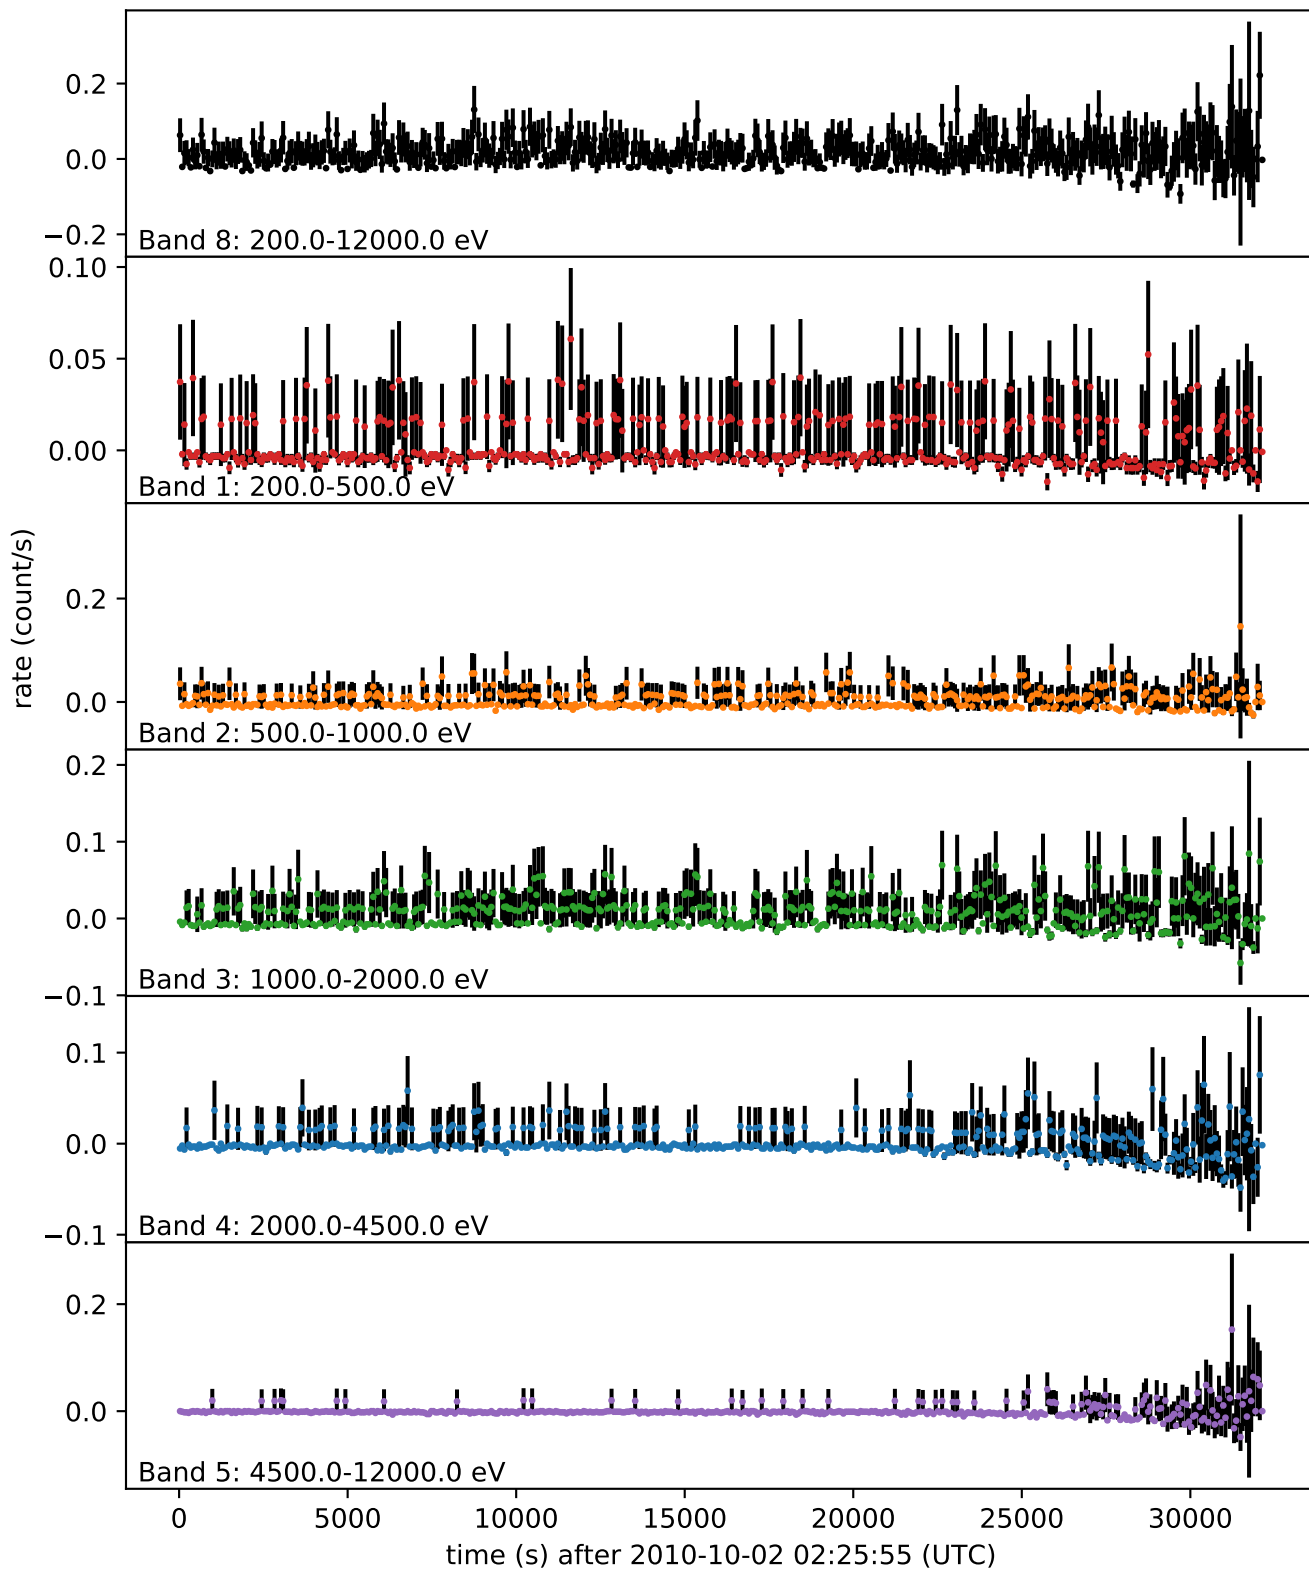 0.2
0.0
−0.2
Band 8: 200.0-12000.0 eV
0.10
0.05
0.00
Band 1: 200.0-500.0 eV
0.2
0.0
Band 2: 500.0-1000.0 eV
rate (count/s)
0.2
0.1
0.0
−0.1
Band 3: 1000.0-2000.0 eV
0.1
0.0
−0.1
Band 4: 2000.0-4500.0 eV
0.2
0.0
Band 5: 4500.0-12000.0 eV
0 5000 10000 15000 20000 25000 30000
time (s) after 2010-10-02 02:25:55 (UTC)